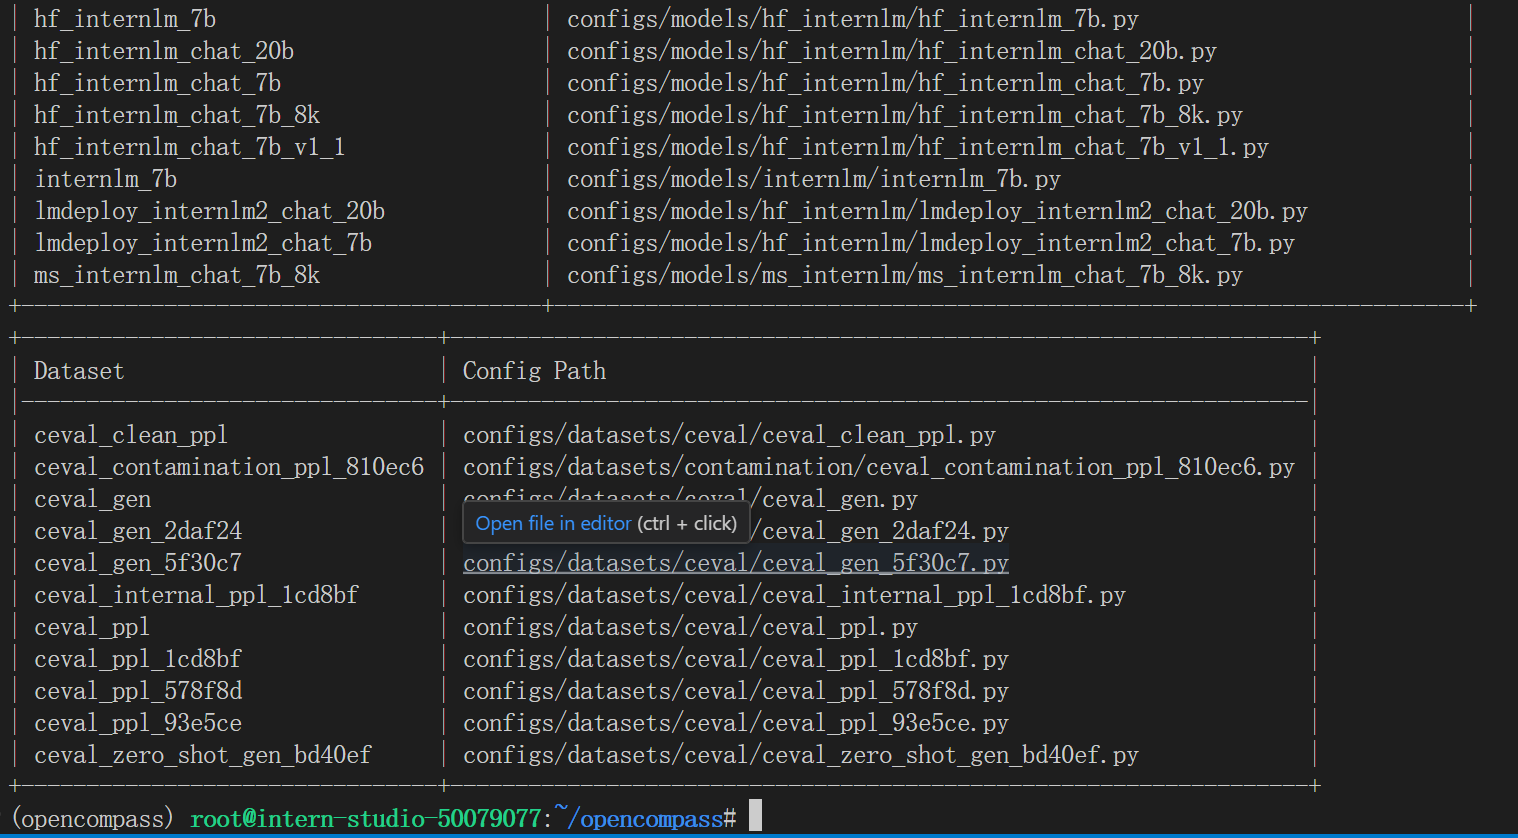 | hf_internlm_7b | configs/models/hf_internlm/hf_internlm_7b.py |
| hf_internlm_chat_20b | configs/models/hf_internlm/hf_internlm_chat_20b.py |
| hf_internlm_chat_7b | configs/models/hf_internlm/hf_internlm_chat_7b.py |
| hf_internlm_chat_7b_8k | configs/models/hf_internlm/hf_internlm_chat_7b_8k.py |
| hf_internlm_chat_7b_v1_1 | configs/models/hf_internlm/hf_internlm_chat_7b_v1_1.py |
| internlm_7b | configs/models/internlm/internlm_7b.py |
| lmdeploy_internlm2_chat_20b | configs/models/hf_internlm/lmdeploy_internlm2_chat_20b.py |
| lmdeploy_internlm2_chat_7b | configs/models/hf_internlm/lmdeploy_internlm2_chat_7b.py |
| ms_internlm_chat_7b_8k | configs/models/ms_internlm/ms_internlm_chat_7b_8k.py |
| Dataset | Config Path |
| ceval_clean_ppl | configs/datasets/ceval/ceval_clean_ppl.py |
| ceval_contamination_ppl_810ec6 | configs/datasets/contamination/ceval_contamination_ppl_810ec6.py |
| ceval_gen | configs/datasets/ceval/ceval_gen.py |
| ceval_gen_2daf24 | Open file in editor (ctrl + click) /ceval_gen_2daf24.py |
| ceval_gen_5f30c7 | configs/datasets/ceval/ceval_gen_5f30c7.py |
| ceval_internal_ppl_1cd8bf | configs/datasets/ceval/ceval_internal_ppl_1cd8bf.py |
| ceval_ppl | configs/datasets/ceval/ceval_ppl.py |
| ceval_ppl_1cd8bf | configs/datasets/ceval/ceval_ppl_1cd8bf.py |
| ceval_ppl_578f8d | configs/datasets/ceval/ceval_ppl_578f8d.py |
| ceval_ppl_93e5ce | configs/datasets/ceval/ceval_ppl_93e5ce.py |
| ceval_zero_shot_gen_bd40ef | configs/datasets/ceval/ceval_zero_shot_gen_bd40ef.py |
(opencompass) root@intern-studio-50079077:~/opencompass#